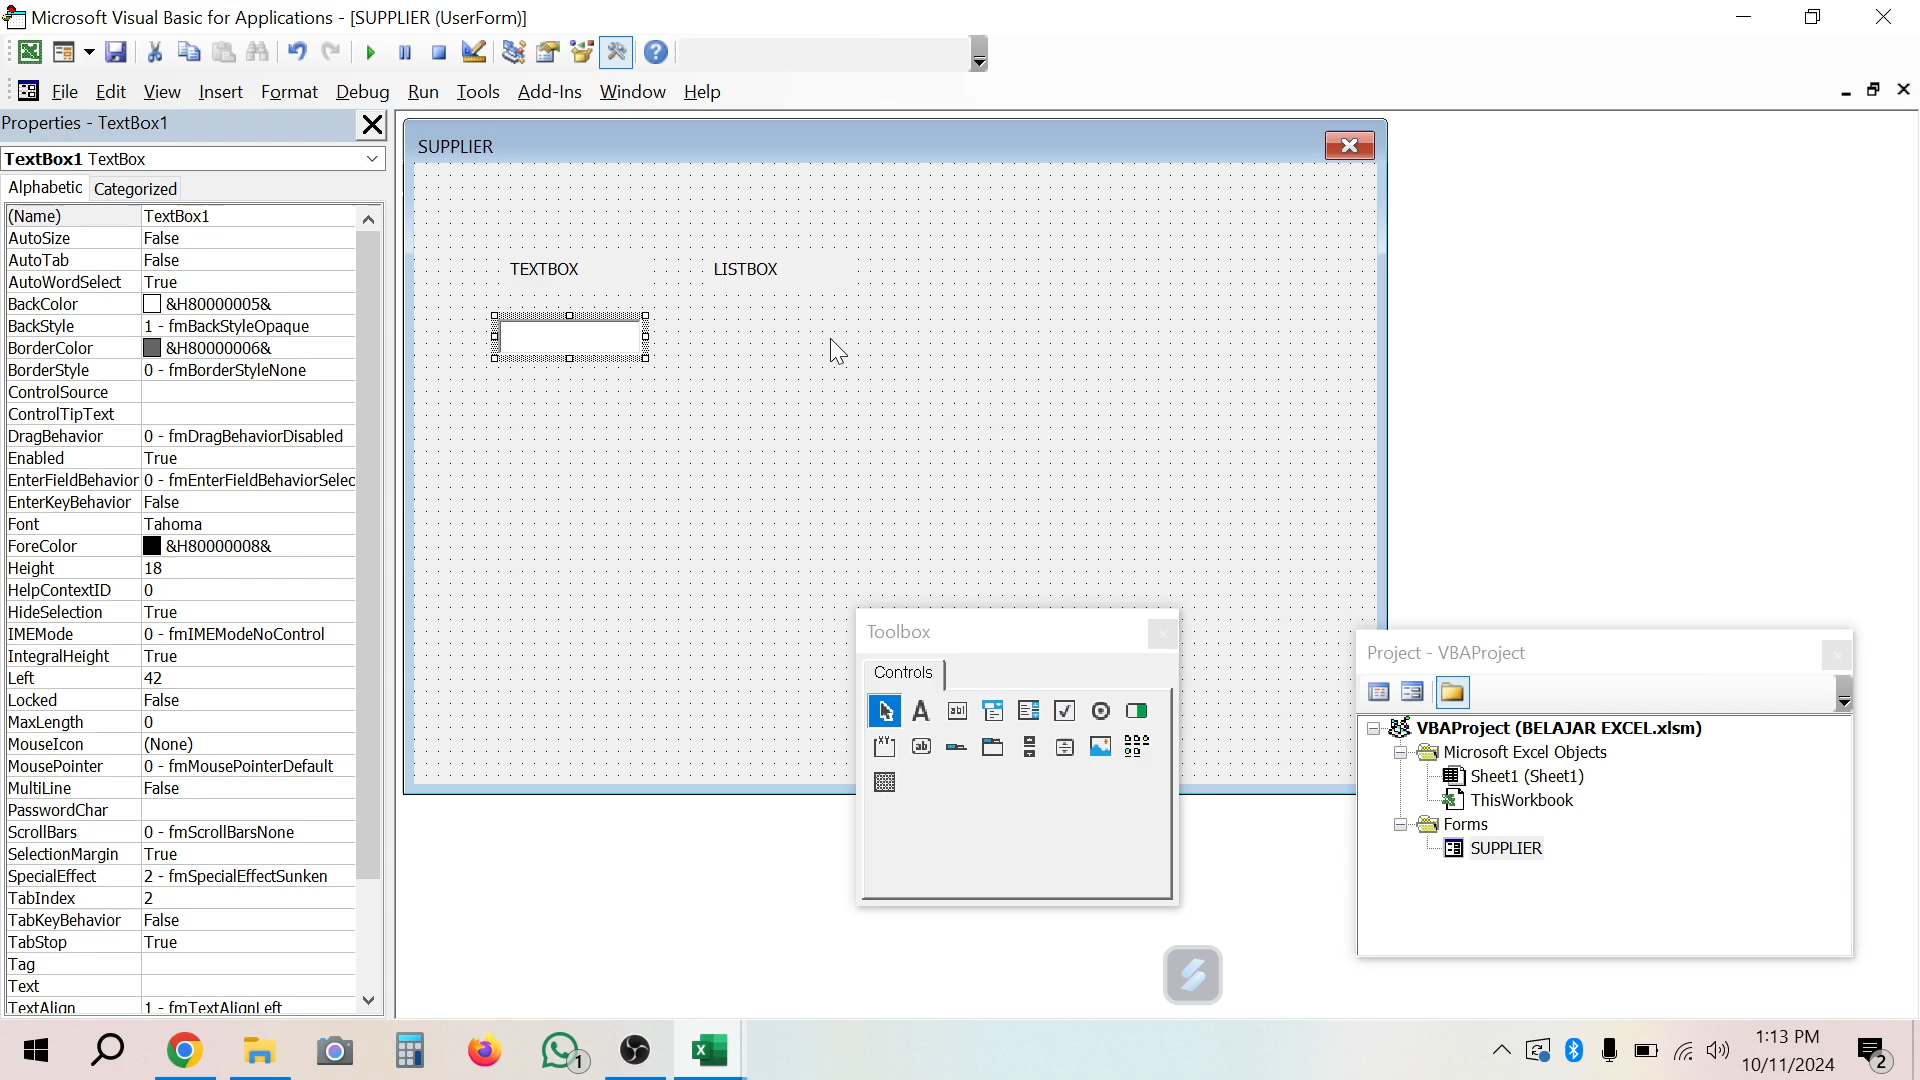 Microsoft Visual Basic for Applications - [SUPPLIER (UserForm)]
File Edit View Insert Format Debug Run Tools Add-Ins Window Help
Properties - TextBox1
TextBox1 TextBox
Alphabetic Categorized
(Name) TextBox1
AutoSize False
AutoTab False
AutoWordSelect True
BackColor &H80000005&
BackStyle 1 - fmBackStyleOpaque
BorderColor &H80000006&
BorderStyle 0 - fmBorderStyleNone
ControlSource
ControlTipText
DragBehavior 0 - fmDragBehaviorDisabled
Enabled True
EnterFieldBehavior 0 - fmEnterFieldBehaviorSelec
EnterKeyBehavior False
Font Tahoma
ForeColor &H80000008&
Height 18
HelpContextID 0
HideSelection True
IMEMode 0 - fmIMEModeNoControl
IntegralHeight True
Left 42
Locked False
MaxLength 0
MouseIcon (None)
MousePointer 0 - fmMousePointerDefault
MultiLine False
PasswordChar
ScrollBars 0 - fmScrollBarsNone
SelectionMargin True
SpecialEffect 2 - fmSpecialEffectSunken
TabIndex 2
TabKeyBehavior False
TabStop True
Tag
Text
TextAlign 1 - fmTextAlignLeft
SUPPLIER
TEXTBOX LISTBOX
Toolbox
Controls
Project - VBAProject
VBAProject (BELAJAR EXCEL.xlsm)
Microsoft Excel Objects
Sheet1 (Sheet1)
ThisWorkbook
Forms
SUPPLIER
1
1:13 PM
10/11/2024
2